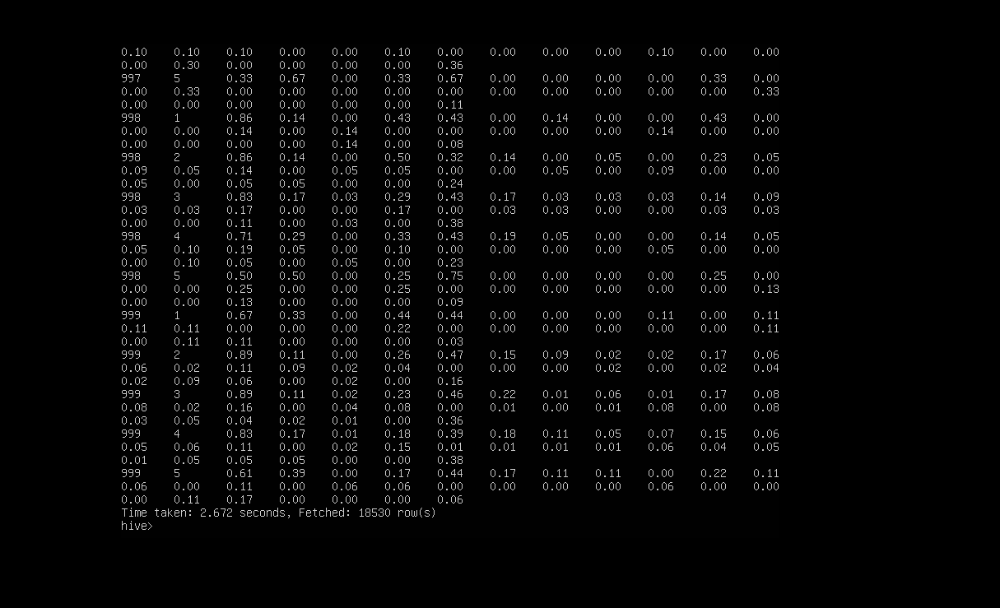 0.10 0.10 0.10 0.00 0.00 0.10 0.00 0.00 0.00 0.00 0.10 0.00 0.00
0.00 0.30 0.00 0.00 0.00 0.00 0.36
997 5 0.33 0.67 0.00 0.33 0.67 0.00 0.00 0.00 0.00 0.33 0.00
0.00 0.33 0.00 0.00 0.00 0.00 0.00 0.00 0.00 0.00 0.00 0.00 0.33
0.00 0.00 0.00 0.00 0.00 0.00 0.11
998 1 0.86 0.14 0.00 0.43 0.43 0.00 0.14 0.00 0.00 0.43 0.00
0.00 0.00 0.14 0.00 0.14 0.00 0.00 0.00 0.00 0.00 0.14 0.00 0.00
0.00 0.00 0.00 0.00 0.14 0.00 0.08
998 2 0.86 0.14 0.00 0.50 0.32 0.14 0.00 0.05 0.00 0.23 0.05
0.09 0.05 0.14 0.00 0.05 0.05 0.00 0.00 0.05 0.00 0.09 0.00 0.00
0.05 0.00 0.05 0.05 0.00 0.00 0.24
998 3 0.83 0.17 0.03 0.29 0.43 0.17 0.03 0.03 0.03 0.14 0.09
0.03 0.03 0.17 0.00 0.00 0.17 0.00 0.03 0.03 0.00 0.00 0.03 0.03
0.00 0.00 0.11 0.00 0.03 0.00 0.38
998 4 0.71 0.29 0.00 0.33 0.43 0.19 0.05 0.00 0.00 0.14 0.05
0.05 0.10 0.19 0.05 0.00 0.10 0.00 0.00 0.00 0.00 0.05 0.00 0.00
0.00 0.10 0.05 0.00 0.05 0.00 0.23
998 5 0.50 0.50 0.00 0.25 0.75 0.00 0.00 0.00 0.00 0.25 0.00
0.00 0.00 0.25 0.00 0.00 0.25 0.00 0.00 0.00 0.00 0.00 0.00 0.13
0.00 0.00 0.13 0.00 0.00 0.00 0.09
999 1 0.67 0.33 0.00 0.44 0.44 0.00 0.00 0.00 0.11 0.00 0.11
0.11 0.11 0.00 0.00 0.00 0.22 0.00 0.00 0.00 0.00 0.00 0.00 0.11
0.00 0.11 0.11 0.00 0.00 0.00 0.03
999 2 0.89 0.11 0.00 0.26 0.47 0.15 0.09 0.02 0.02 0.17 0.06
0.06 0.02 0.11 0.09 0.02 0.04 0.00 0.00 0.00 0.02 0.00 0.02 0.04
0.02 0.09 0.06 0.00 0.02 0.00 0.16
999 3 0.89 0.11 0.02 0.23 0.46 0.22 0.01 0.06 0.01 0.17 0.08
0.08 0.02 0.16 0.00 0.04 0.08 0.00 0.01 0.00 0.01 0.08 0.00 0.08
0.03 0.05 0.04 0.02 0.01 0.00 0.36
999 4 0.83 0.17 0.01 0.18 0.39 0.18 0.11 0.05 0.07 0.15 0.06
0.05 0.06 0.11 0.00 0.02 0.15 0.01 0.01 0.01 0.01 0.06 0.04 0.05
0.01 0.05 0.05 0.05 0.00 0.00 0.38
999 5 0.61 0.39 0.00 0.17 0.44 0.17 0.11 0.11 0.00 0.22 0.11
0.06 0.00 0.11 0.00 0.06 0.06 0.00 0.00 0.00 0.00 0.06 0.00 0.00
0.00 0.11 0.17 0.00 0.00 0.00 0.06
Time taken: 2.672 seconds, Fetched: 18530 row(s)
hive>